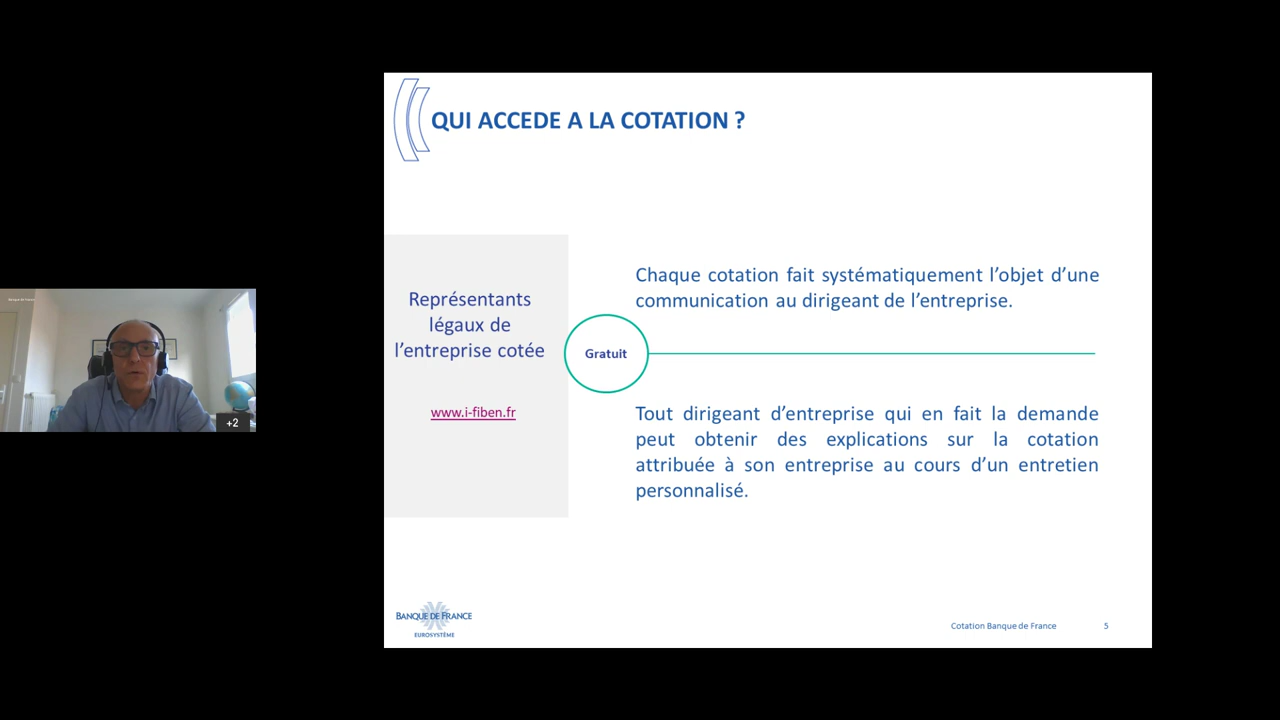 QUI ACCEDE A LA COTATION ?
Représentants
légaux de
l’entreprise cotée
www.i-fiben.fr
Gratuit
Chaque cotation fait systématiquement l’objet d’une
communication au dirigeant de l’entreprise.
Tout dirigeant d’entreprise qui en fait la demande
peut obtenir des explications sur la cotation
attribuée à son entreprise au cours d’un entretien
personnalisé.
+2
BANQUE DE FRANCE
EUROSYSTÈME
Cotation Banque de France
5